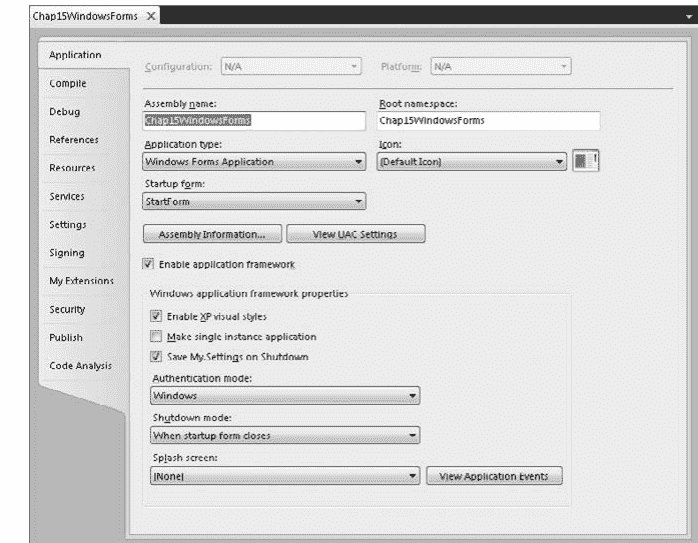 Chap15WindowsForms
Application
Compile
Debug
References
Resources
Services
Settings
Signing
My Extensions
Security
Publish
Code Analysis
Configuration: N/A Platform: N/A
Assembly name: Root namespace:
Chap15WindowsForms Chap15WindowsForms
Application type: Icon:
Windows Forms Application (Default Icon)
Startup form:
StartForm
Assembly Information... View UAC Settings
Enable application framework
Windows application framework properties
Enable XP visual styles
Make single instance application
Save My.Settings on Shutdown
Authentication mode:
Windows
Shutdown mode:
When startup form closes
Splash screen:
(None) View Application Events